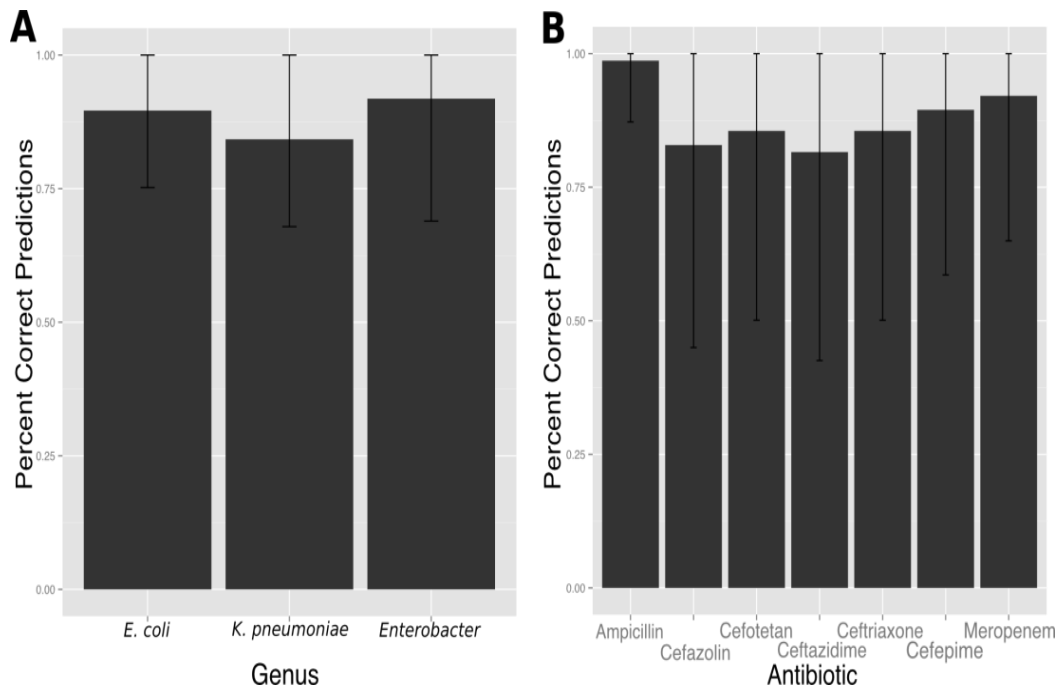 A
Percent Correct Predictions
1.00
0.75
0.50
0.25
0.00
E. coli K. pneumoniae Enterobacter
Genus
B
Percent Correct Predictions
1.00
0.75
0.50
0.25
0.00
Ampicillin Cefotetan Ceftriaxone Meropenem
Cefazolin Ceftazidime Cefepime
Antibiotic